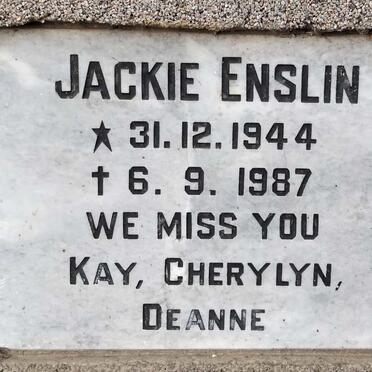 JACKIE ENSLIN
★ 31.12.1944
† 6. 9. 1987
WE MISS YOU
KAY, CHERYLYN,
DEANNE